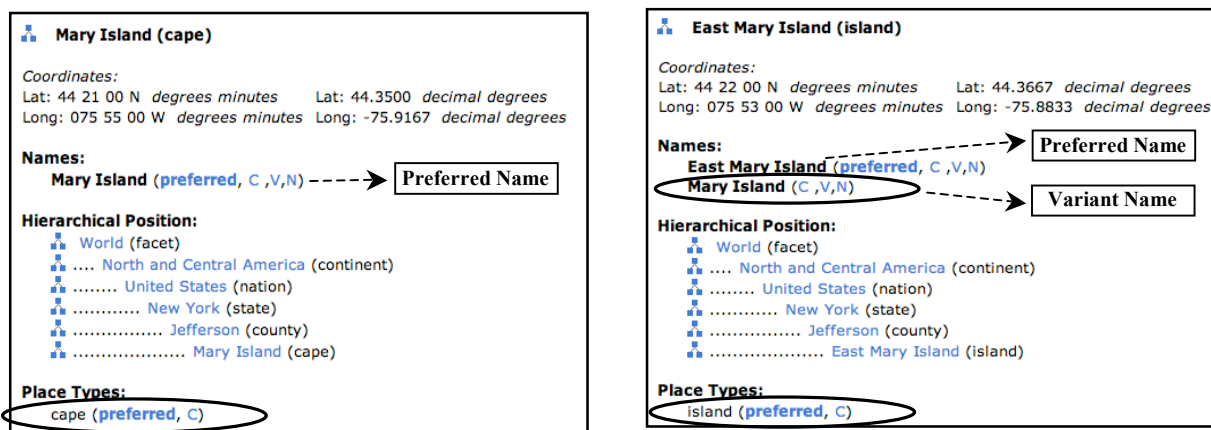 Mary Island (cape)
Coordinates:
Lat: 44 21 00 N degrees minutes Lat: 44.3500 decimal degrees
Long: 075 55 00 W degrees minutes Long: -75.9167 decimal degrees
Names:
Mary Island (preferred, C ,V,N)
Preferred Name
Hierarchical Position:
World (facet)
.... North and Central America (continent)
........ United States (nation)
............ New York (state)
................ Jefferson (county)
.................... Mary Island (cape)
Place Types:
cape (preferred, C)
East Mary Island (island)
Coordinates:
Lat: 44 22 00 N degrees minutes Lat: 44.3667 decimal degrees
Long: 075 53 00 W degrees minutes Long: -75.8833 decimal degrees
Names:
Preferred Name
East Mary Island (preferred, C ,V,N)
Mary Island (C ,V,N)
Variant Name
Hierarchical Position:
World (facet)
.... North and Central America (continent)
........ United States (nation)
............ New York (state)
................ Jefferson (county)
.................... East Mary Island (island)
Place Types:
island (preferred, C)